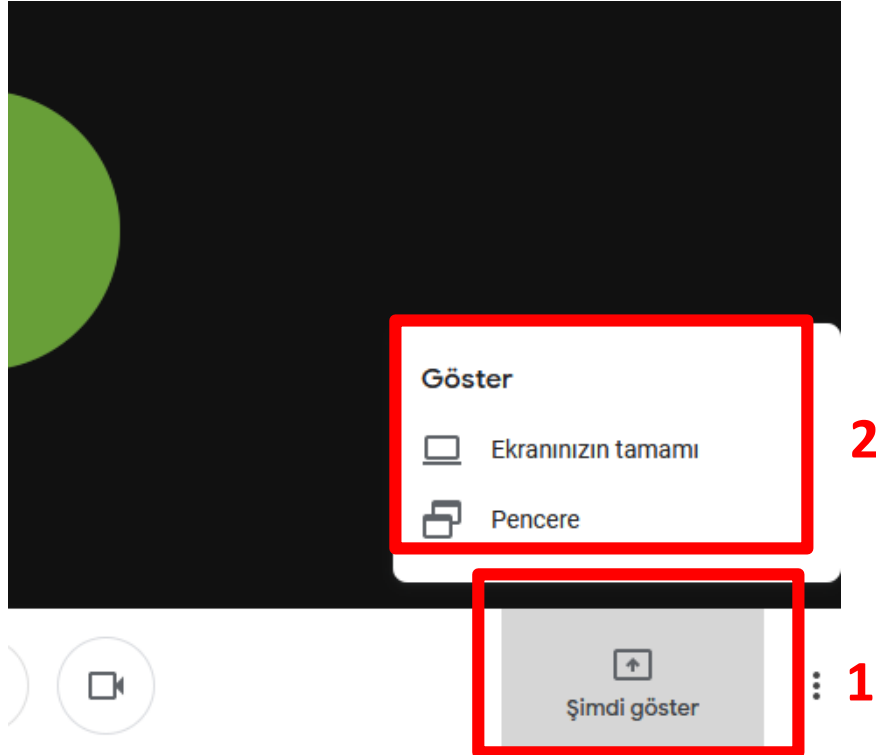 Göster
Ekranınızın tamamı
2
Pencere
Şimdi göster
1